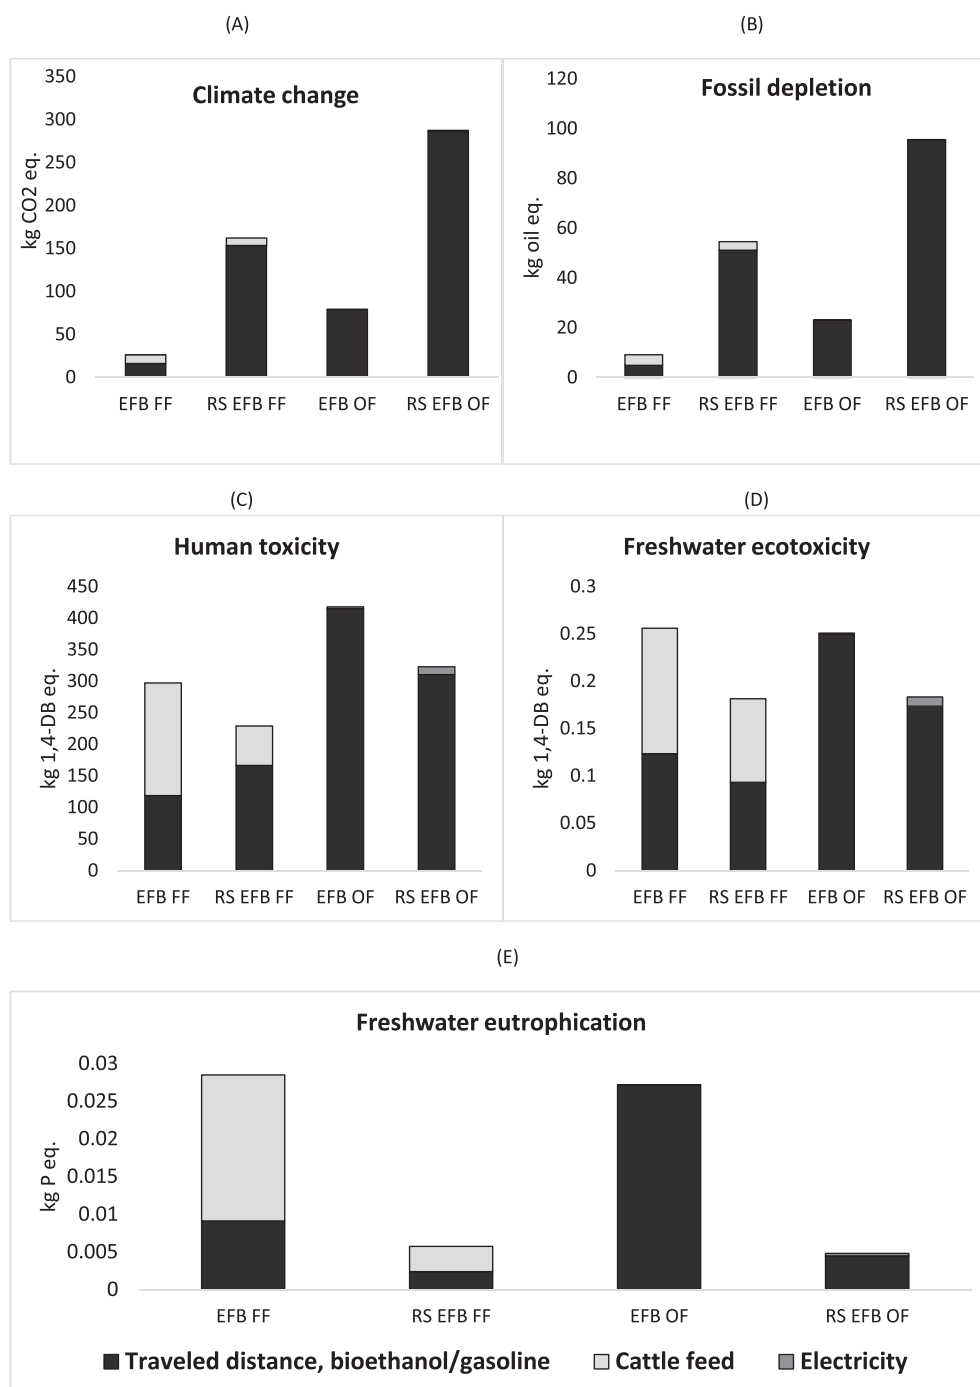 (A)
(B)
Climate change
kg CO2 eq.
350
300
250
200
150
100
50
0
EFB FF RS EFB FF EFB OF RS EFB OF
Fossil depletion
kg oil eq.
120
100
80
60
40
20
0
EFB FF RS EFB FF EFB OF RS EFB OF
(C)
(D)
Human toxicity
kg 1,4-DB eq.
450
400
350
300
250
200
150
100
50
0
EFB FF RS EFB FF EFB OF RS EFB OF
Freshwater ecotoxicity
kg 1,4-DB eq.
0.3
0.25
0.2
0.15
0.1
0.05
0
EFB FF RS EFB FF EFB OF RS EFB OF
(E)
Freshwater eutrophication
kg P eq.
0.03
0.025
0.02
0.015
0.01
0.005
0
EFB FF RS EFB FF EFB OF RS EFB OF
Traveled distance, bioethanol/gasoline Cattle feed Electricity